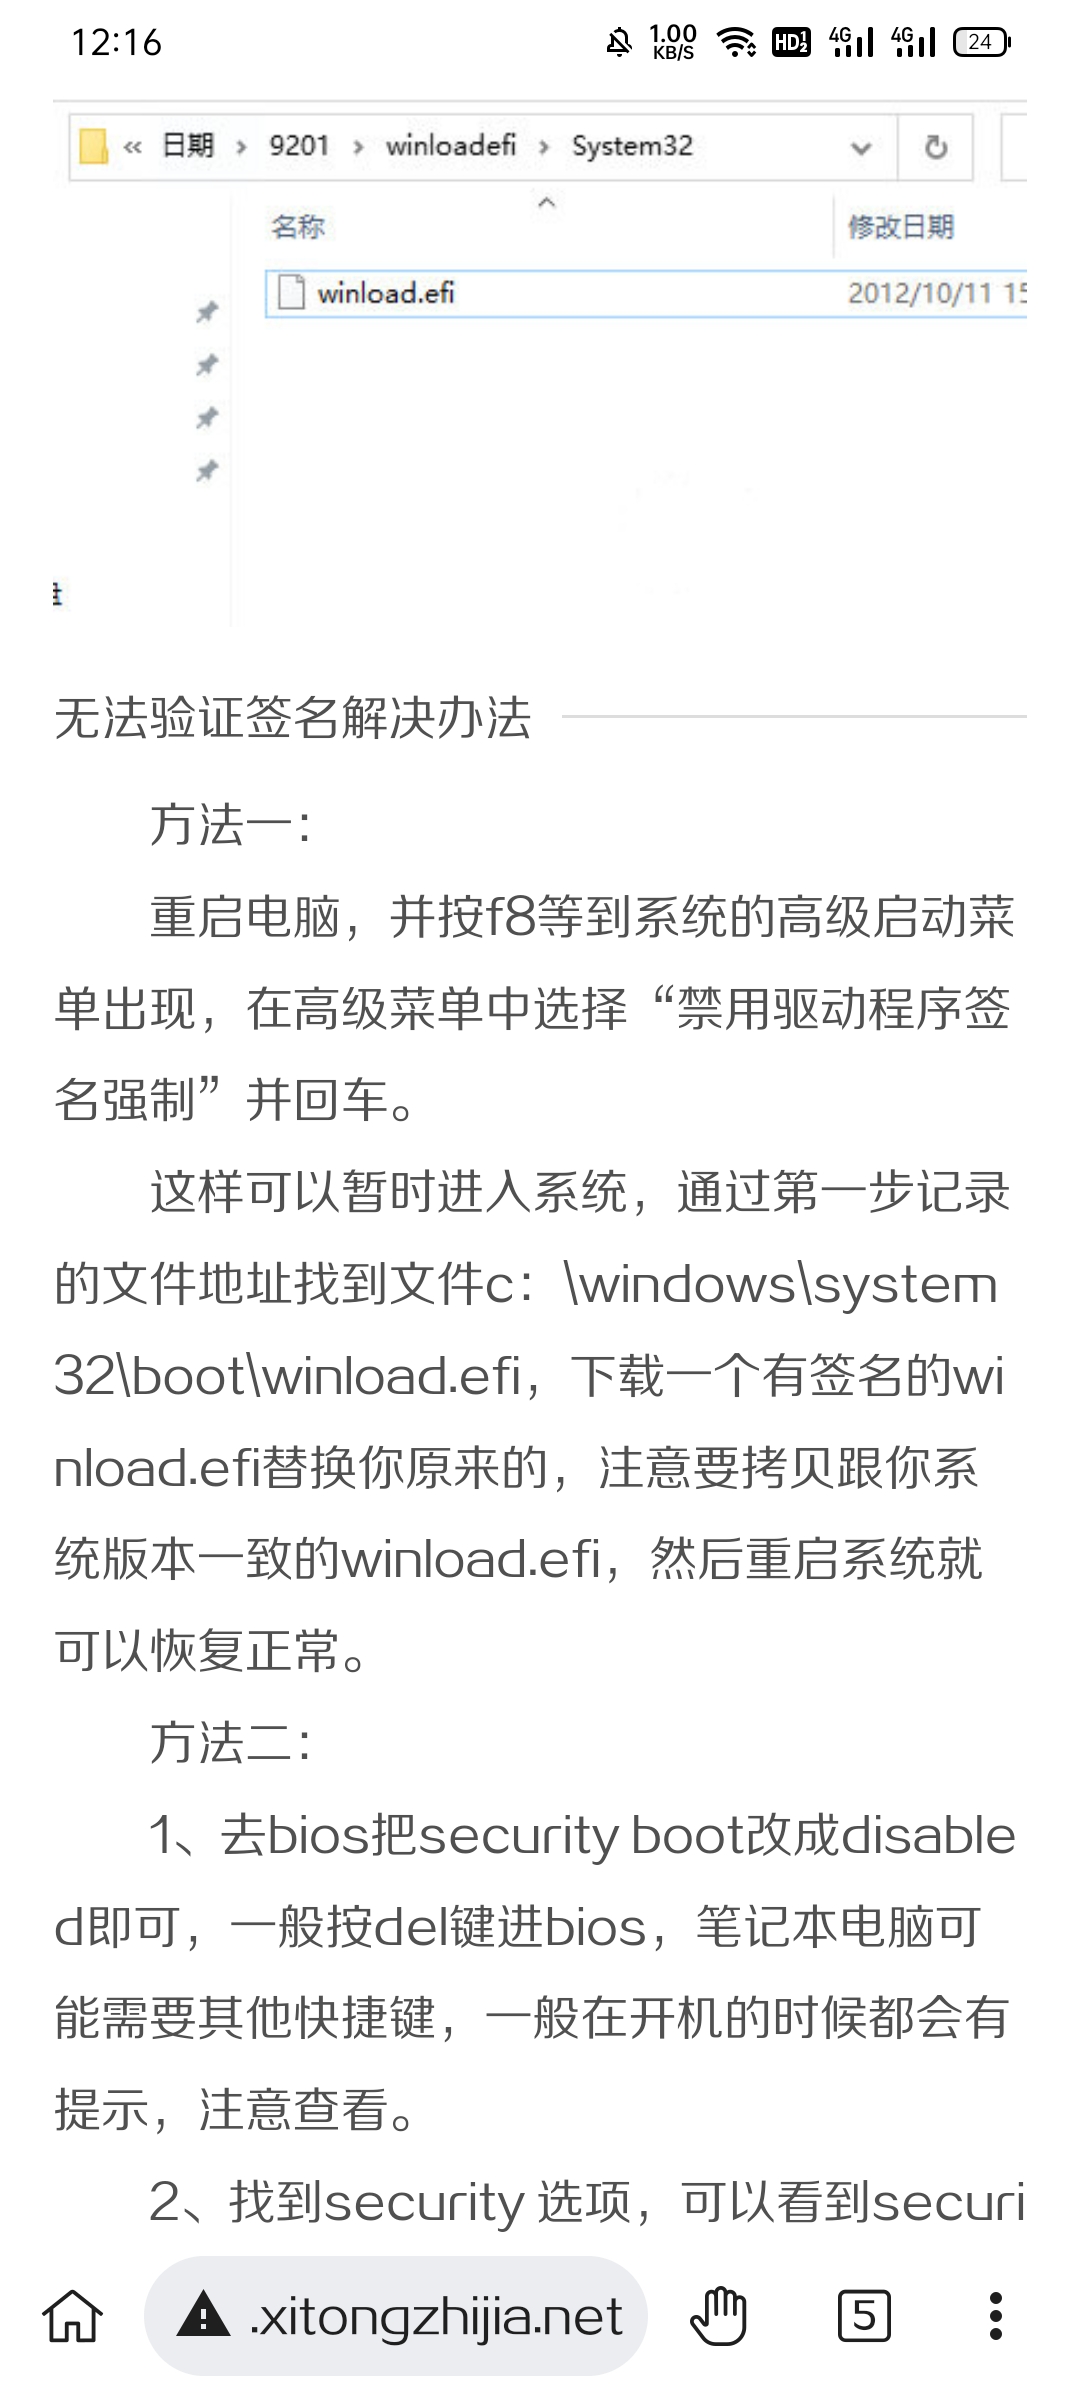 12:16
1.00
KB/S
HD1 2
4G
4G
24
« 日期 › 9201 › winloadefi › System32
名称
修改日期
winload.efi
2012/10/11 15
无法验证签名解决办法
方法一：
重启电脑，并按f8等到系统的高级启动菜
单出现，在高级菜单中选择“禁用驱动程序签
名强制”并回车。
这样可以暂时进入系统，通过第一步记录
的文件地址找到文件c：\windows\system
32\boot\winload.efi，下载一个有签名的wi
nload.efi替换你原来的，注意要拷贝跟你系
统版本一致的winload.efi，然后重启系统就
可以恢复正常。
方法二：
1、去bios把security boot改成disable
d即可，一般按del键进bios，笔记本电脑可
能需要其他快捷键，一般在开机的时候都会有
提示，注意查看。
2、找到security 选项，可以看到securi
.xitongzhijia.net
5